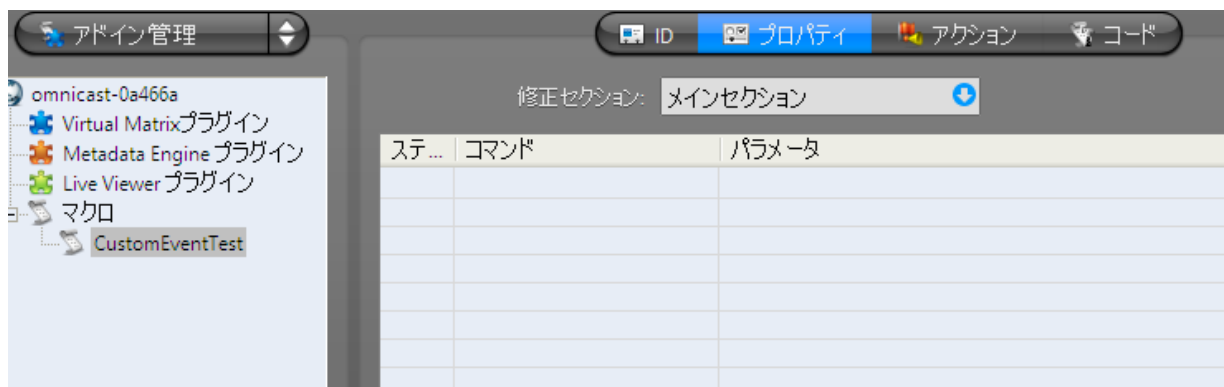 アドイン管理
ID プロパティ アクション コード
omnicast-0a466a
Virtual Matrixプラグイン
Metadata Engine プラグイン
Live Viewer プラグイン
マクロ
CustomEventTest
修正セクション: メインセクション
ステ... コマンド パラメータ